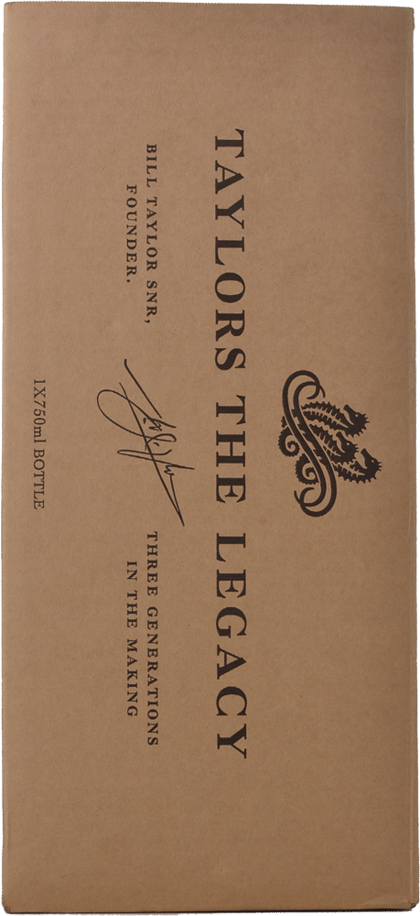 TAYLORS THE LEGACY
BILL TAYLOR SNR,
FOUNDER.
THREE GENERATIONS
IN THE MAKING
1X750ml BOTTLE